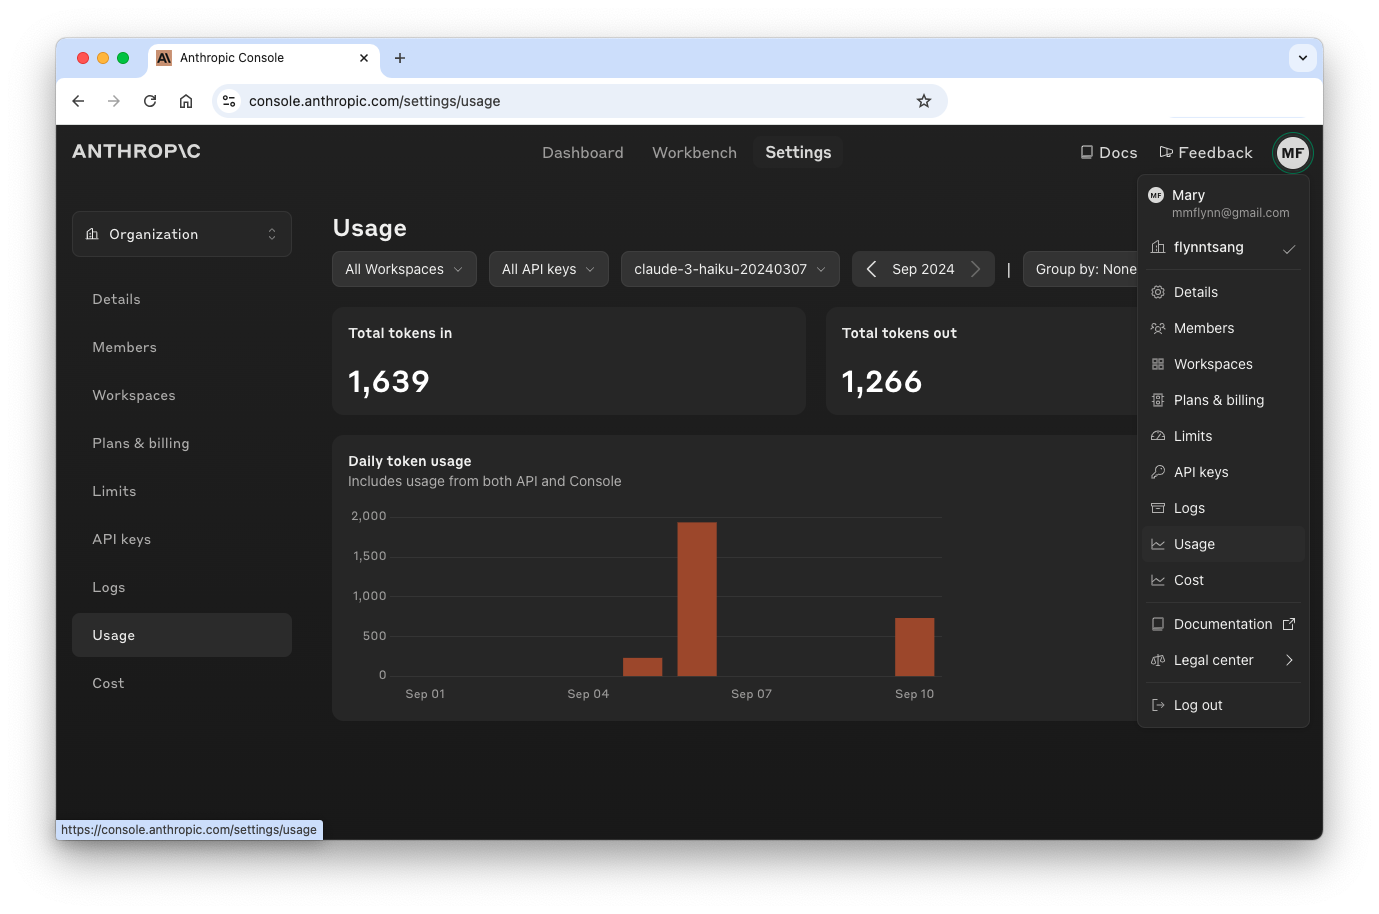 Anthropic Console
console.anthropic.com/settings/usage
ANTHROP\C
Dashboard
Workbench
Settings
Docs
Feedback
MF
Organization
Details
Members
Workspaces
Plans & billing
Limits
API keys
Logs
Usage
Cost
Usage
All Workspaces
All API keys
claude-3-haiku-20240307
Sep 2024
|
Group by: None
Total tokens in
1,639
Total tokens out
1,266
Daily token usage
Includes usage from both API and Console
2,000
1,500
1,000
500
0
Sep 01
Sep 04
Sep 07
Sep 10
MF
Mary
mmflynn@gmail.com
flynntsang
Details
Members
Workspaces
Plans & billing
Limits
API keys
Logs
Usage
Cost
Documentation
Legal center
Log out
https://console.anthropic.com/settings/usage